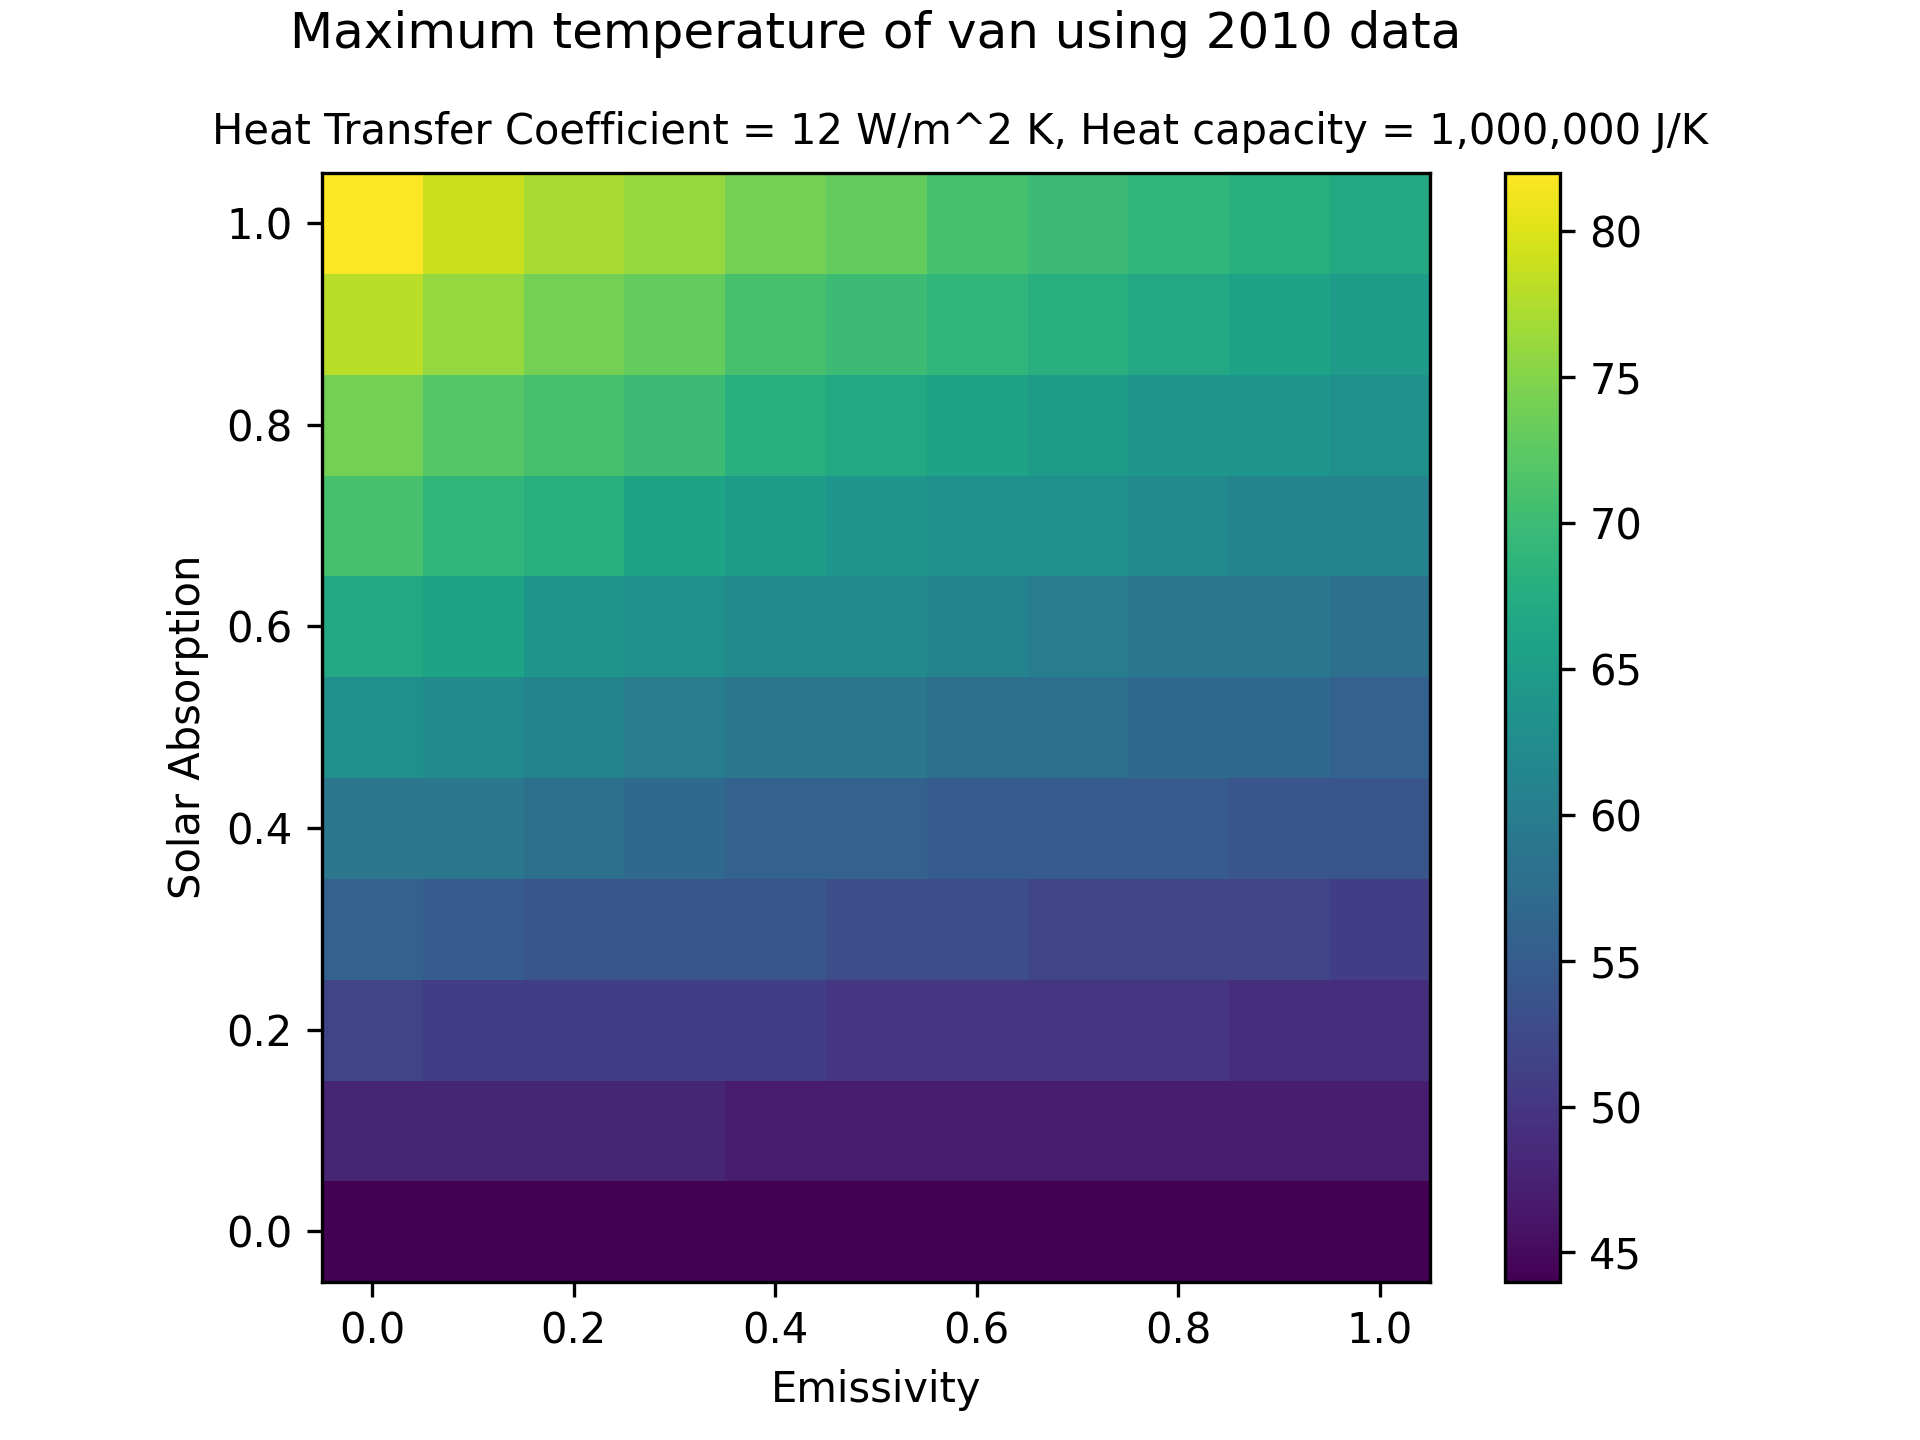 Maximum temperature of van using 2010 data
Heat Transfer Coefficient = 12 W/m^2 K, Heat capacity = 1,000,000 J/K
1.0
0.8
0.6
0.4
0.2
0.0
Solar Absorption
0.0 0.2 0.4 0.6 0.8 1.0
Emissivity
80
75
70
65
60
55
50
45